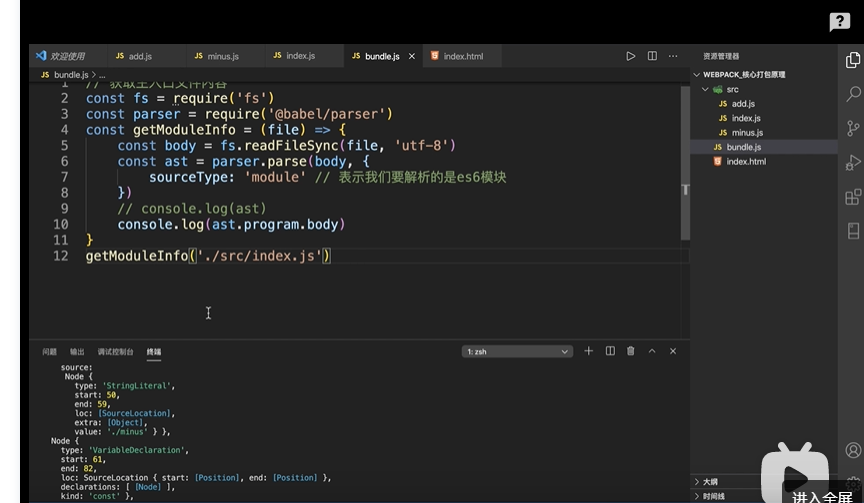 欢迎使用
JS add.js
JS minus.js
JS index.js
JS bundle.js ×
index.html
资源管理器
JS bundle.js > ...
1 // 获取主入口文件内容
2 const fs = require('fs')
3 const parser = require('@babel/parser')
4 const getModuleInfo = (file) => {
5 const body = fs.readFileSync(file, 'utf-8')
6 const ast = parser.parse(body, {
7 sourceType: 'module' // 表示我们要解析的是es6模块
8 })
9 // console.log(ast)
10 console.log(ast.program.body)
11 }
12 getModuleInfo('./src/index.js')
WEBPACK_核心打包原理
src
JS add.js
JS index.js
JS minus.js
JS bundle.js
index.html
问题 输出 调试控制台 终端
1: zsh
source:
Node {
type: 'StringLiteral',
start: 50,
end: 59,
loc: [SourceLocation],
extra: [Object],
value: './minus' } },
Node {
type: 'VariableDeclaration',
start: 61,
end: 82,
loc: SourceLocation { start: [Position], end: [Position] },
declarations: [ [Node] ],
kind: 'const' },
大纲
时间线
进入全屏